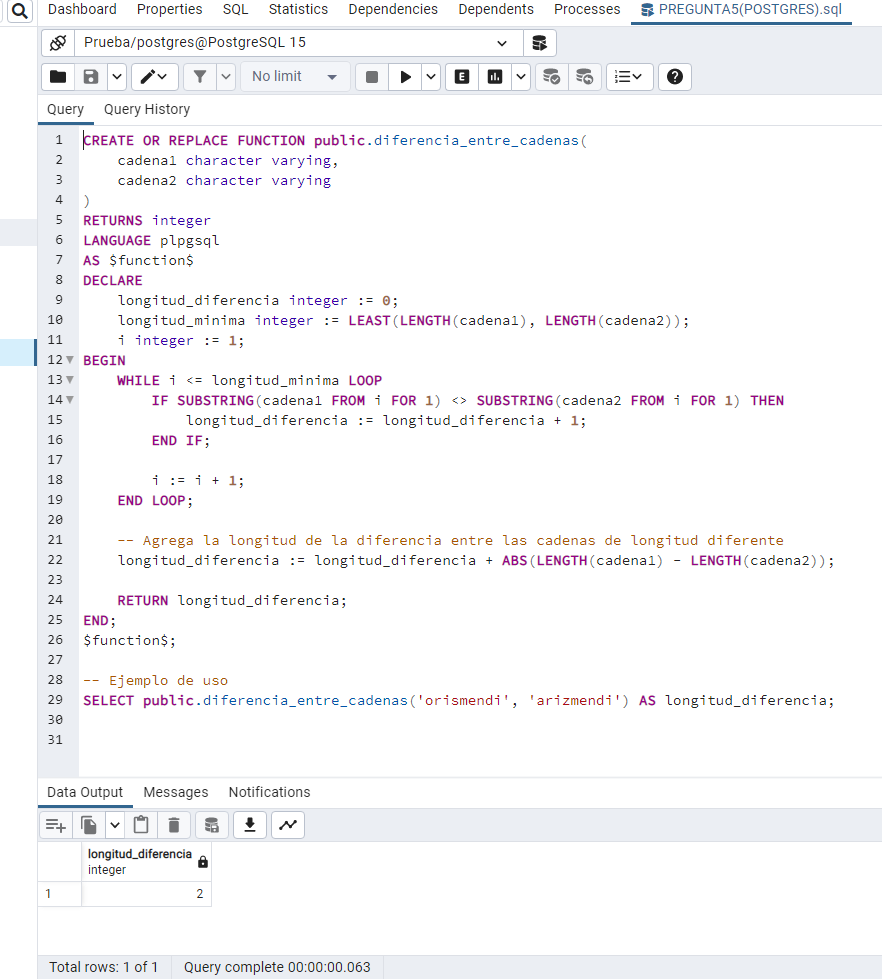 Dashboard Properties SQL Statistics Dependencies Dependents Processes PREGUNTA5(POSTGRES).sql
Prueba/postgres@PostgreSQL 15
No limit E
Query Query History
1 CREATE OR REPLACE FUNCTION public.diferencia_entre_cadenas(
2 cadena1 character varying,
3 cadena2 character varying
4 )
5 RETURNS integer
6 LANGUAGE plpgsql
7 AS $function$
8 DECLARE
9 longitud_diferencia integer := 0;
10 longitud_minima integer := LEAST(LENGTH(cadena1), LENGTH(cadena2));
11 i integer := 1;
12 BEGIN
13 WHILE i <= longitud_minima LOOP
14 IF SUBSTRING(cadena1 FROM i FOR 1) <> SUBSTRING(cadena2 FROM i FOR 1) THEN
15 longitud_diferencia := longitud_diferencia + 1;
16 END IF;
17
18 i := i + 1;
19 END LOOP;
20
21 -- Agrega la longitud de la diferencia entre las cadenas de longitud diferente
22 longitud_diferencia := longitud_diferencia + ABS(LENGTH(cadena1) - LENGTH(cadena2));
23
24 RETURN longitud_diferencia;
25 END;
26 $function$;
27
28 -- Ejemplo de uso
29 SELECT public.diferencia_entre_cadenas('orismendi', 'arizmendi') AS longitud_diferencia;
30
31
Data Output Messages Notifications
longitud_diferencia
integer
1 2
Total rows: 1 of 1 Query complete 00:00:00.063